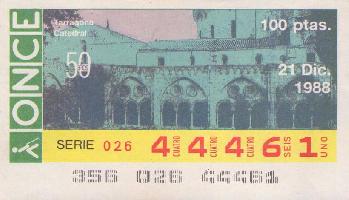 ONCE
Tarragona
Catedral
50
100 ptas.
21 Dic.
1988
SERIE 026
4 CUATRO 4 CUATRO 4 CUATRO 6 SEIS 1 UNO
956 026 44461